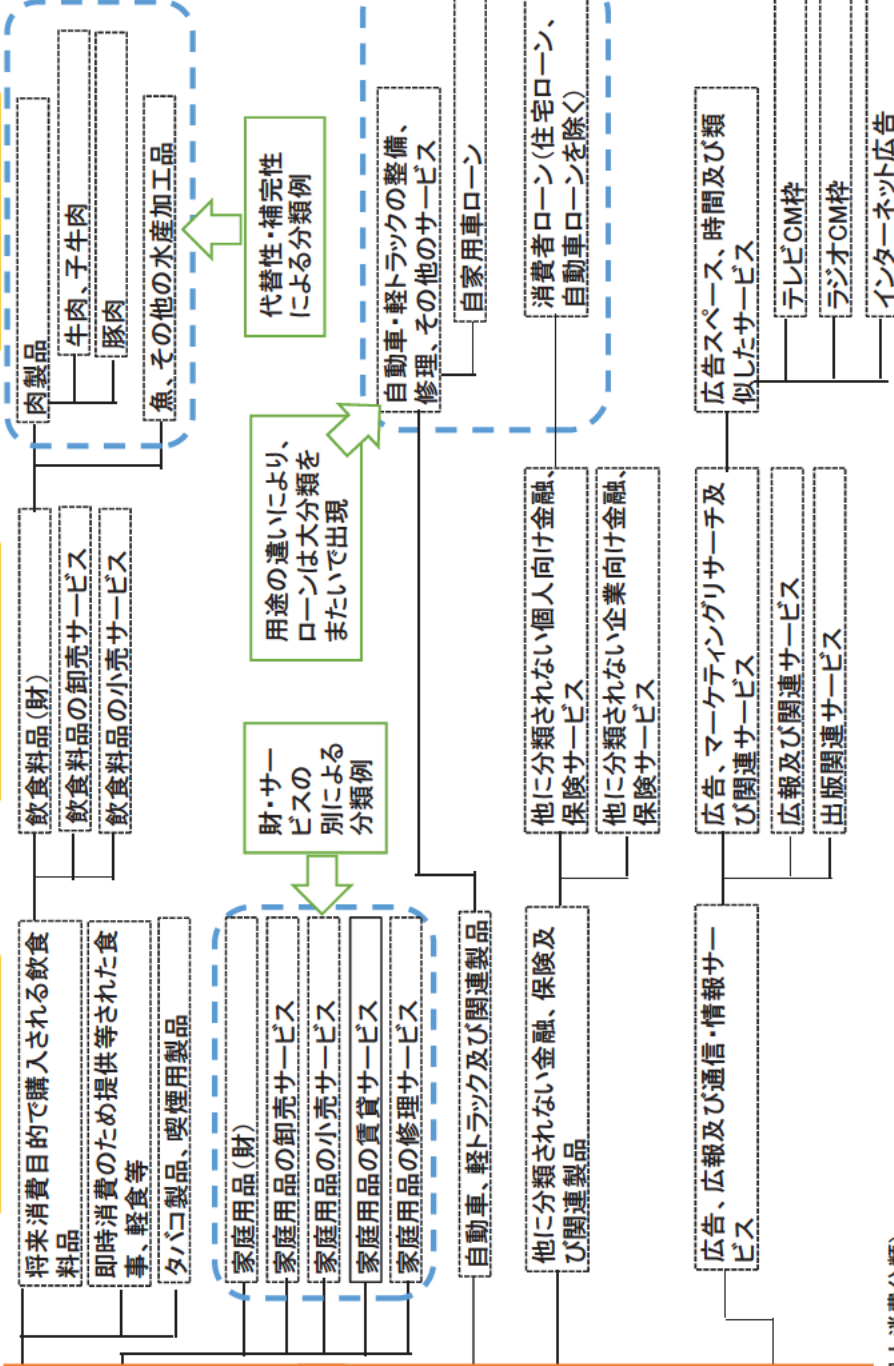 将来消費目的で購入される飲食
料品
即時消費のため提供等された食
事、軽食等
タバコ製品、喫煙用製品
家庭用品(財)
家庭用品の卸売サービス
家庭用品の小売サービス
家庭用品の賃貸サービス
家庭用品の修理サービス
自動車、軽トラック及び関連製品
他に分類されない金融、保険及
び関連製品
広告、広報及び通信・情報サー
ビス
飲食料品(財)
飲食料品の卸売サービス
飲食料品の小売サービス
財・サー
ビスの
別による
分類例
他に分類されない個人向け金融、
保険サービス
他に分類されない企業向け金融、
保険サービス
広告、マーケティングリサーチ及
び関連サービス
広報及び関連サービス
出版関連サービス
肉製品
牛肉、子牛肉
豚肉
魚、その他の水産加工品
代替性・補完性
による分類例
用途の違いにより、
ローンは大分類を
またいで出現
自動車・軽トラックの整備、
修理、その他のサービス
自家用車ローン
消費者ローン(住宅ローン、
自動車ローンを除く)
広告スペース、時間及び類
似したサービス
テレビCM枠
ラジオCM枠
インターネット広告